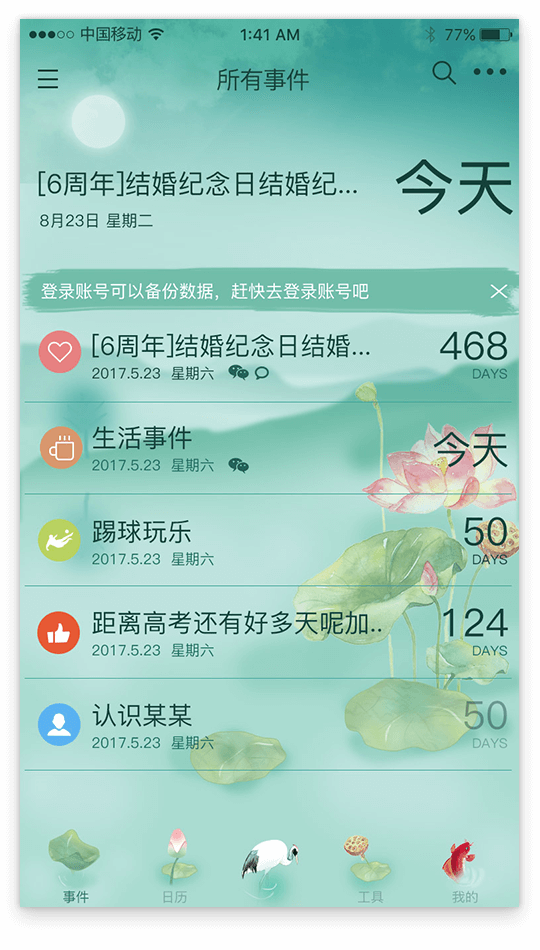 中国移动 1:41 AM 77%
所有事件
[6周年]结婚纪念日结婚纪...
今天
8月23日 星期二
登录账号可以备份数据，赶快去登录账号吧
[6周年]结婚纪念日结婚... 468
2017.5.23 星期六 DAYS
生活事件 今天
2017.5.23 星期六
踢球玩乐 50
2017.5.23 星期六 DAYS
距离高考还有好多天呢加.. 124
2017.5.23 星期六 DAYS
认识某某 50
2017.5.23 星期六 DAYS
事件 日历 工具 我的